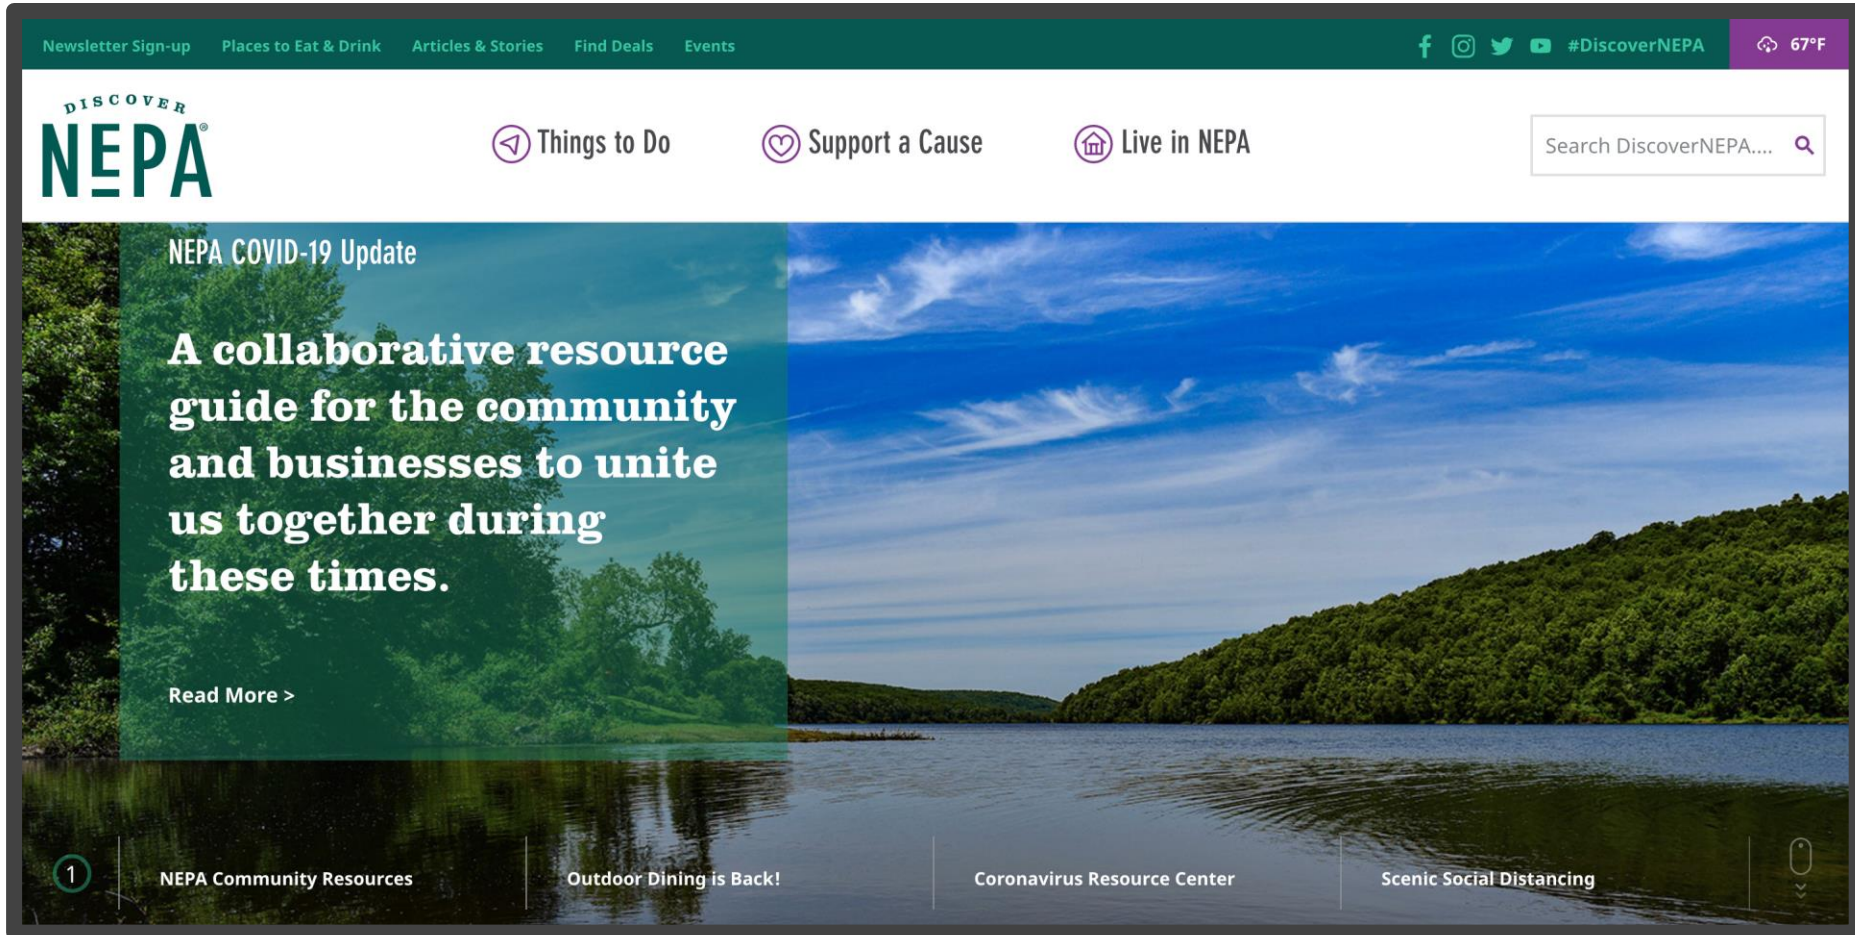 Newsletter Sign-up Places to Eat & Drink Articles & Stories Find Deals Events #DiscoverNEPA 67°F
DISCOVER
NEPA®
Things to Do Support a Cause Live in NEPA Search DiscoverNEPA....
NEPA COVID-19 Update
A collaborative resource
guide for the community
and businesses to unite
us together during
these times.
Read More >
1 NEPA Community Resources Outdoor Dining is Back! Coronavirus Resource Center Scenic Social Distancing